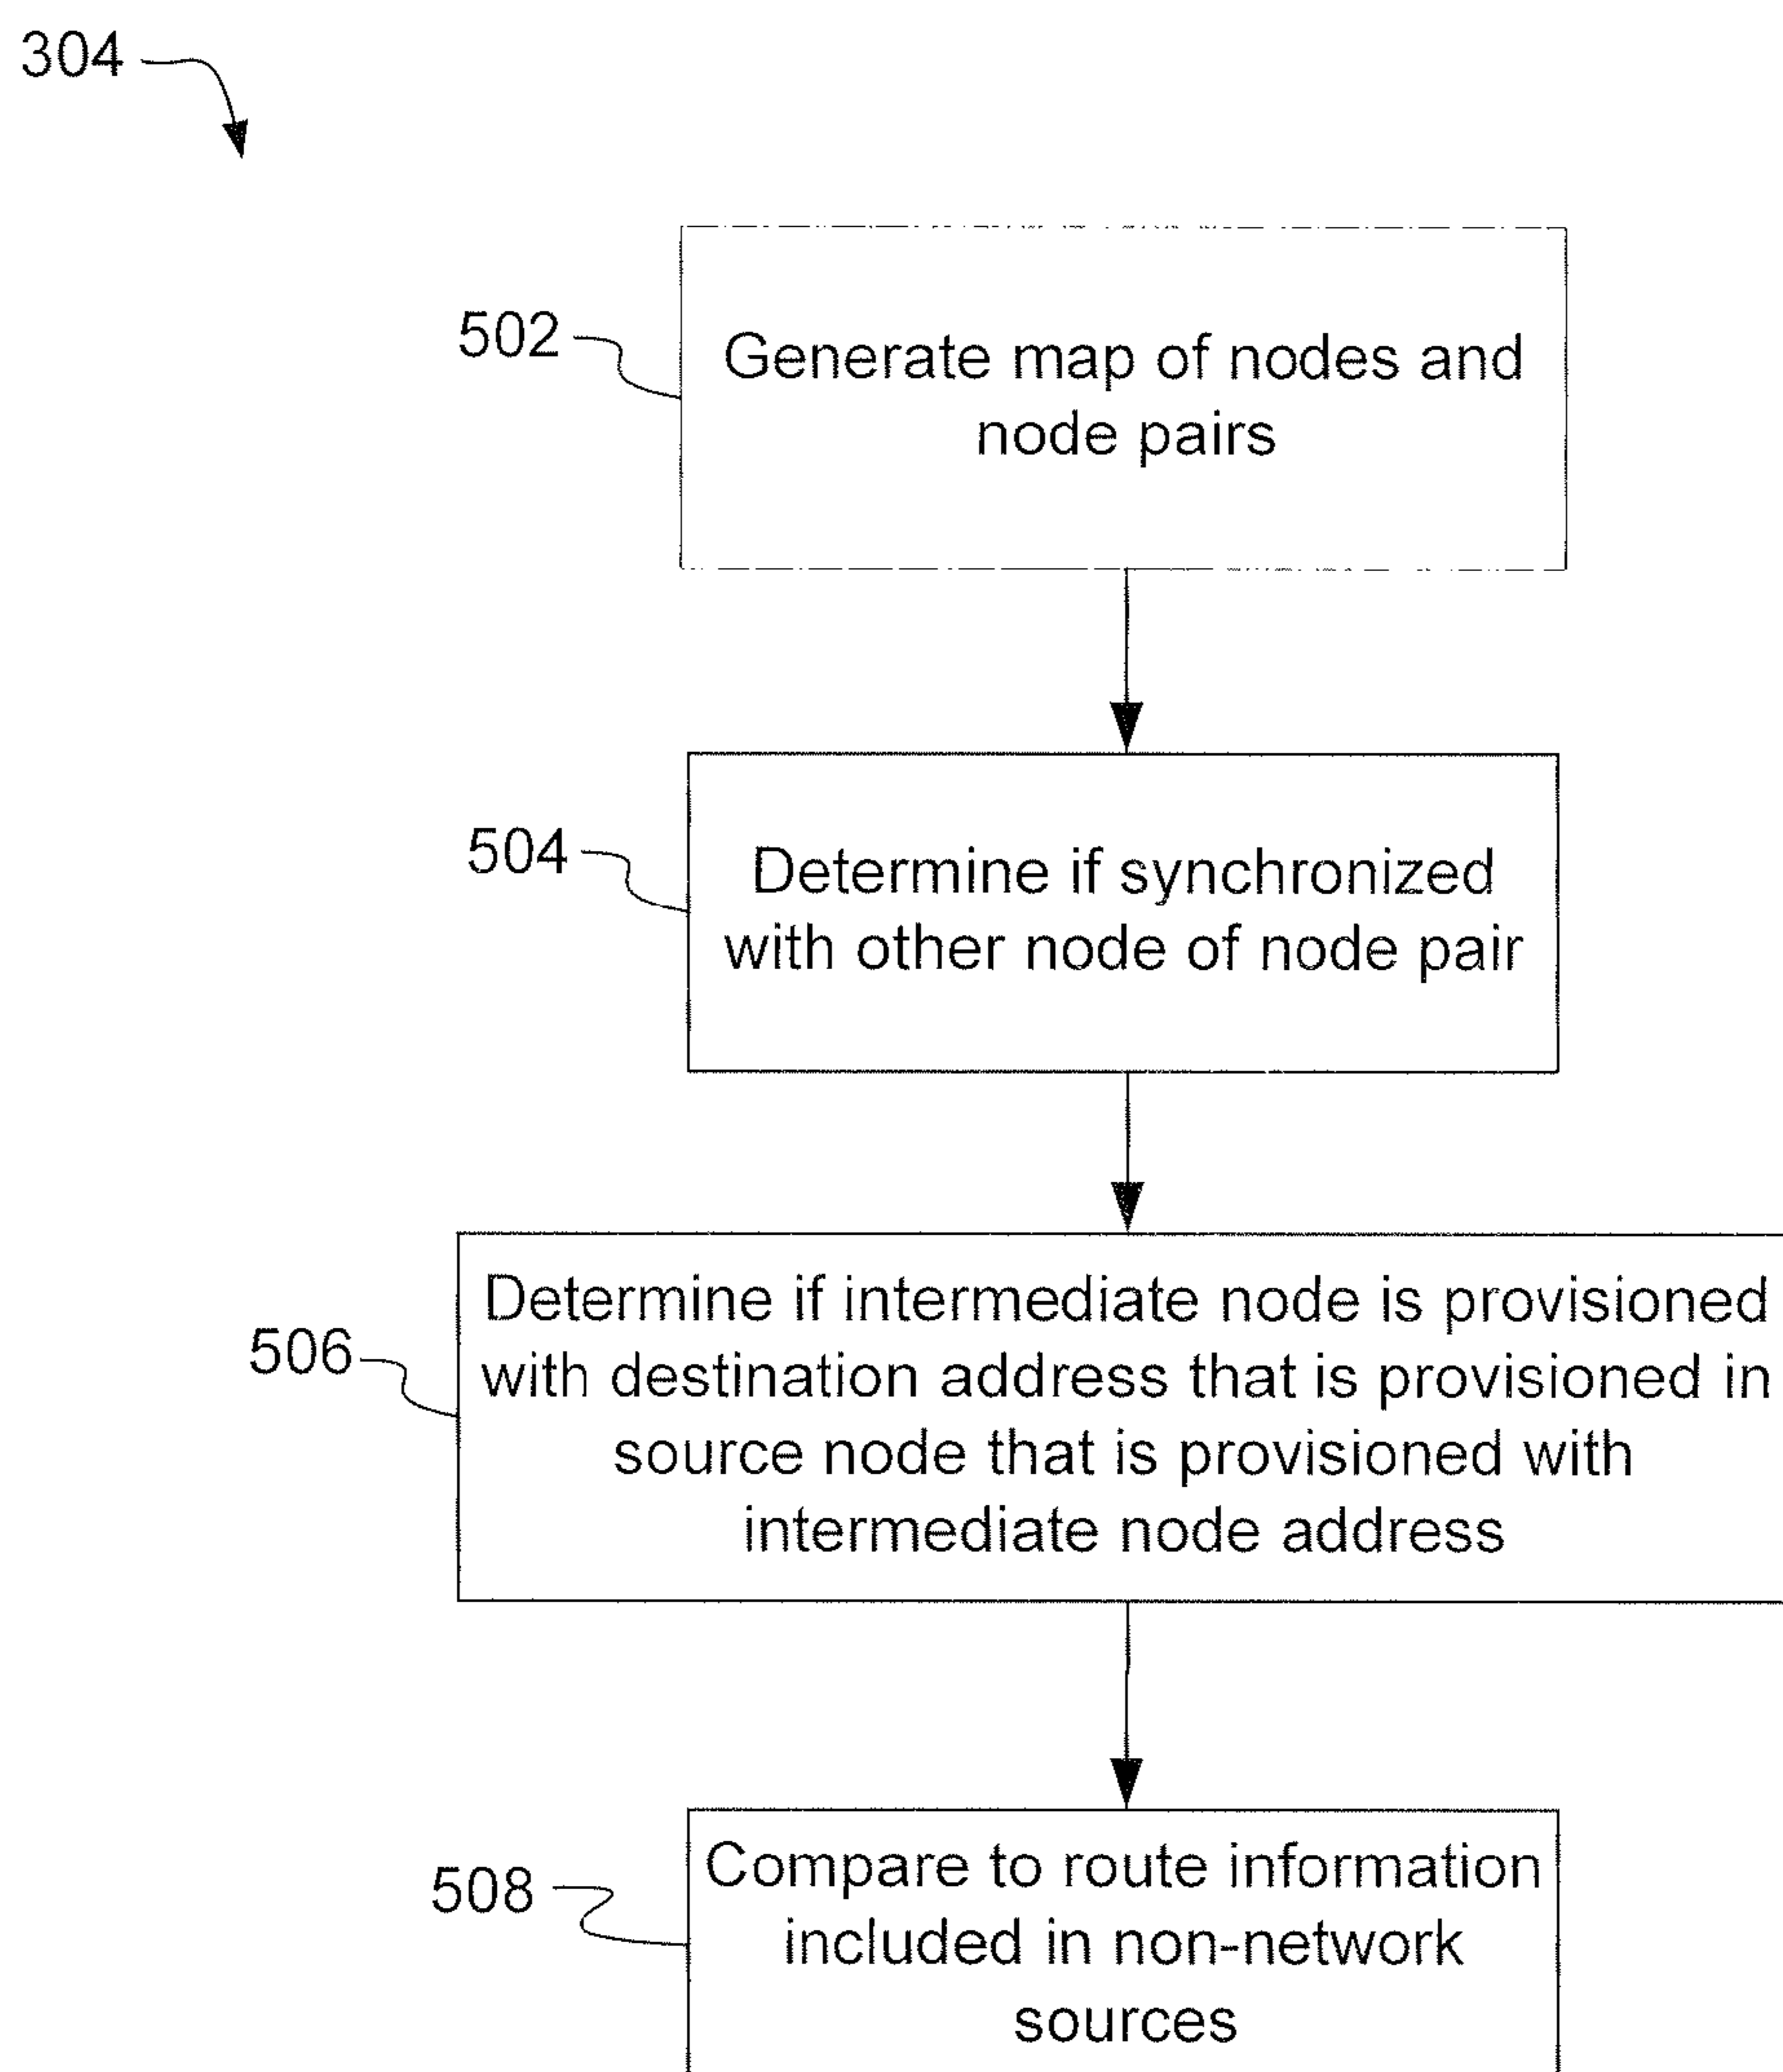 304
502
Generate map of nodes and
node pairs
504
Determine if synchronized
with other node of node pair
506
Determine if intermediate node is provisioned
with destination address that is provisioned in
source node that is provisioned with
intermediate node address
508
Compare to route information
included in non-network
sources